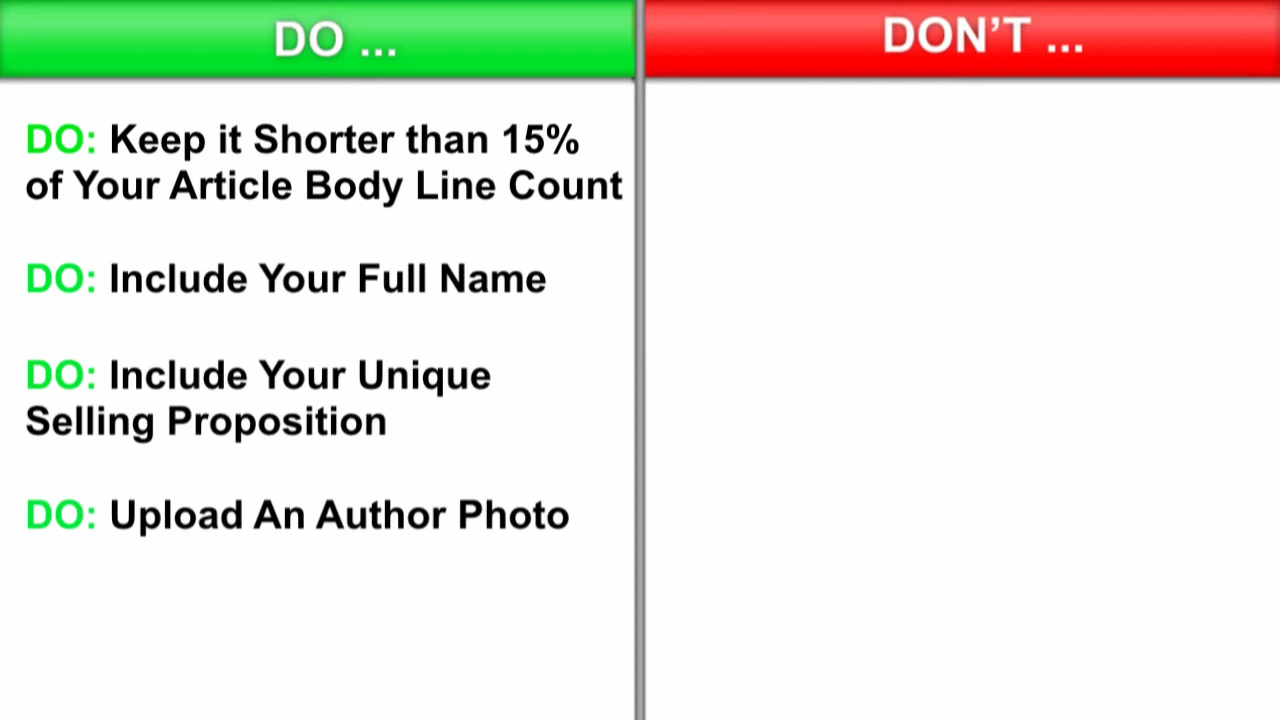 DO ...
DON’T ...
DO: Keep it Shorter than 15%
of Your Article Body Line Count
DO: Include Your Full Name
DO: Include Your Unique
Selling Proposition
DO: Upload An Author Photo